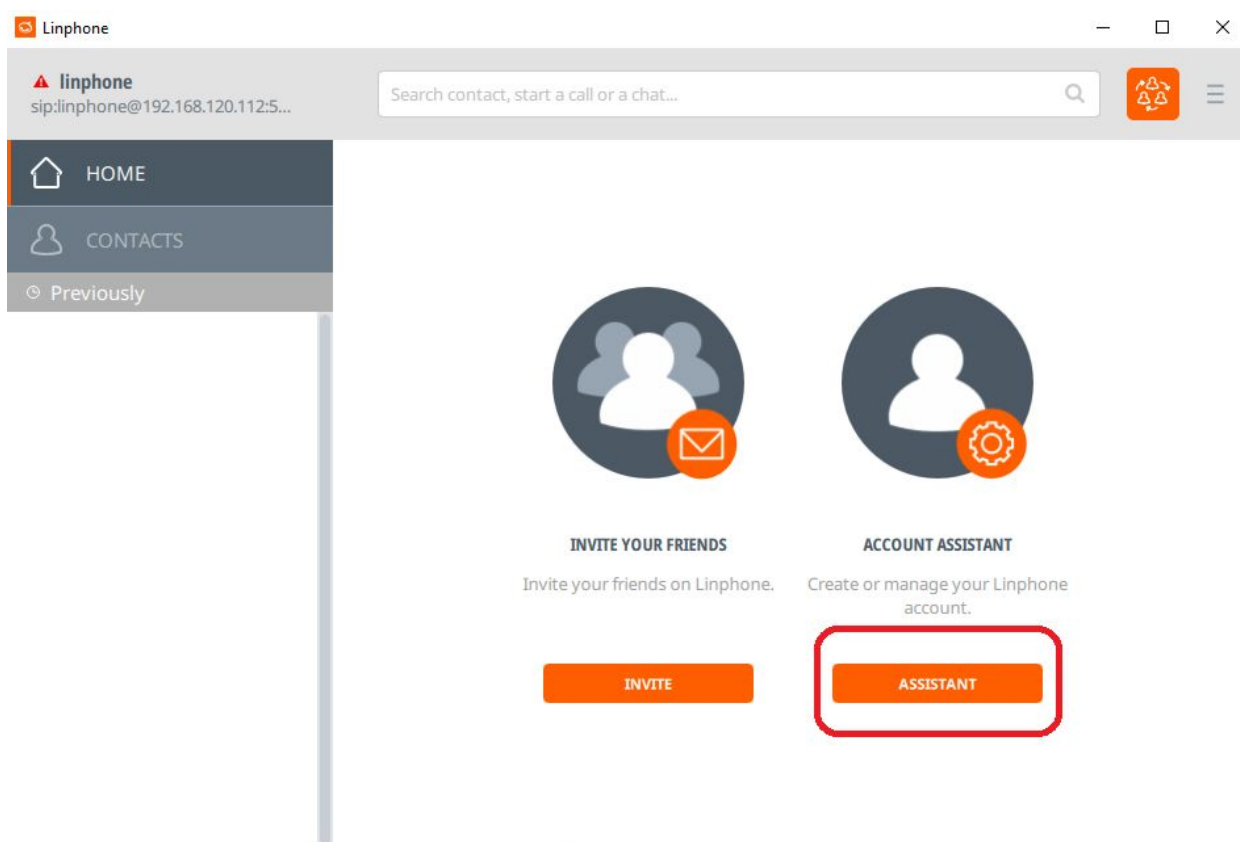 Linphone
linphone
sip:linphone@192.168.120.112:5...
Search contact, start a call or a chat...
HOME
CONTACTS
Previously
INVITE YOUR FRIENDS
Invite your friends on Linphone.
INVITE
ACCOUNT ASSISTANT
Create or manage your Linphone
account.
ASSISTANT